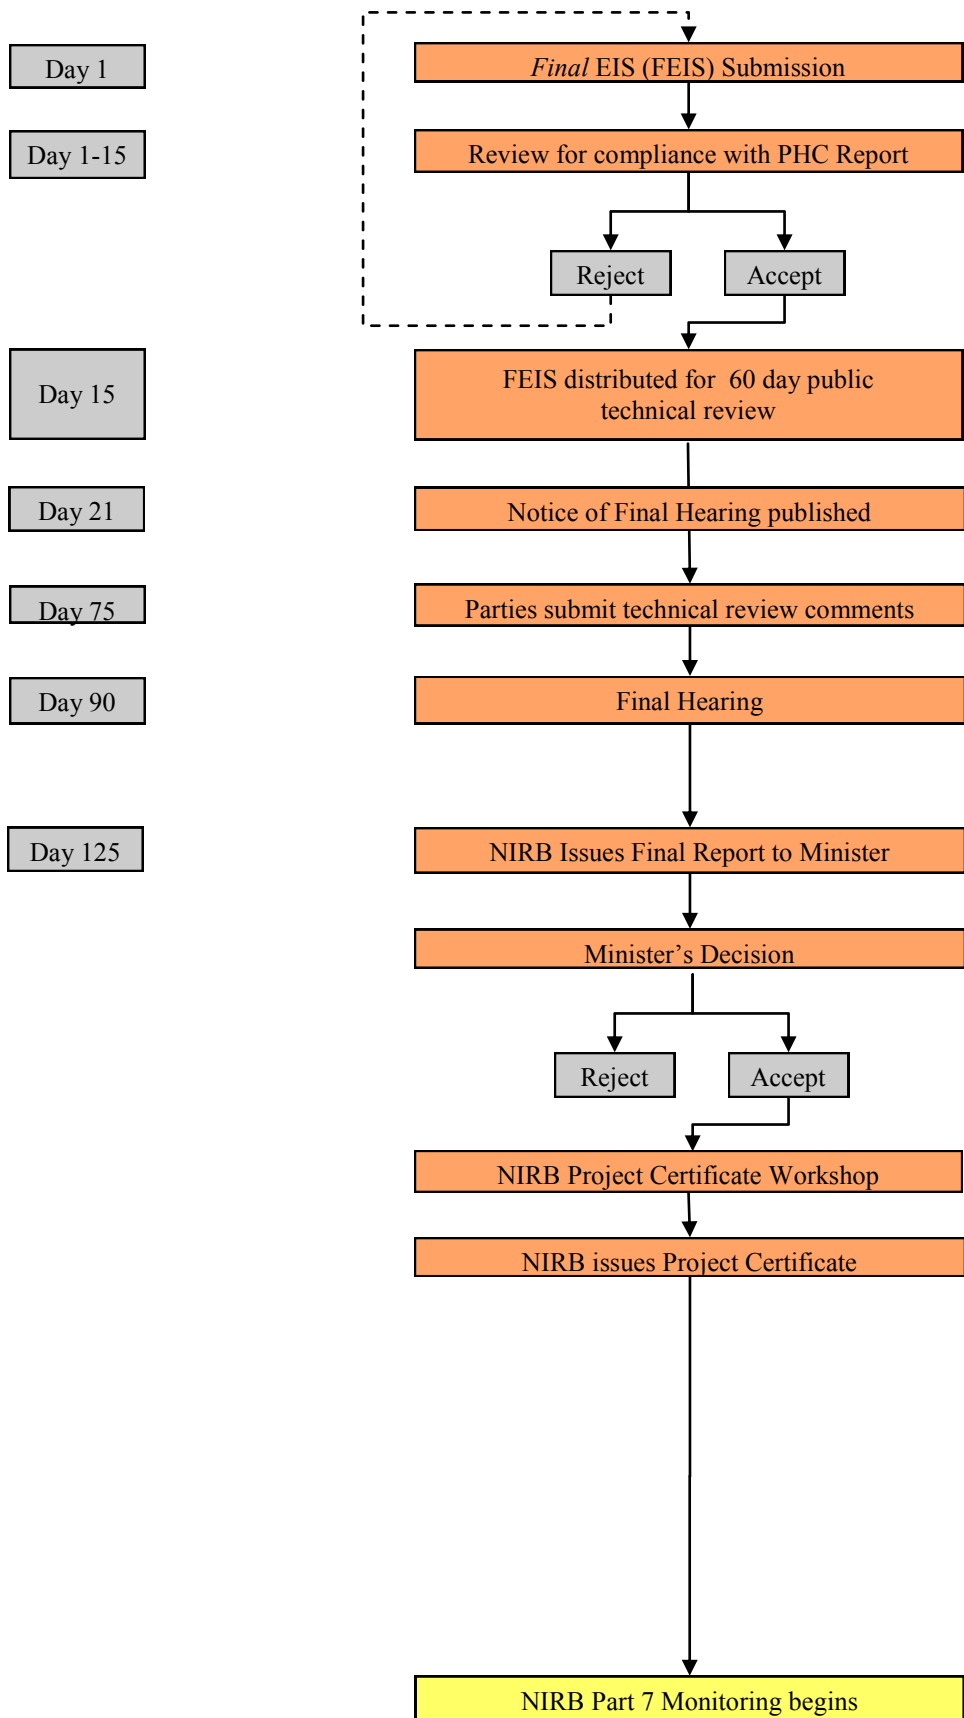 Day 1
Final EIS (FEIS) Submission
Day 1-15
Review for compliance with PHC Report
Reject
Accept
Day 15
FEIS distributed for 60 day public
technical review
Day 21
Notice of Final Hearing published
Day 75
Parties submit technical review comments
Day 90
Final Hearing
Day 125
NIRB Issues Final Report to Minister
Minister’s Decision
Reject
Accept
NIRB Project Certificate Workshop
NIRB issues Project Certificate
NIRB Part 7 Monitoring begins